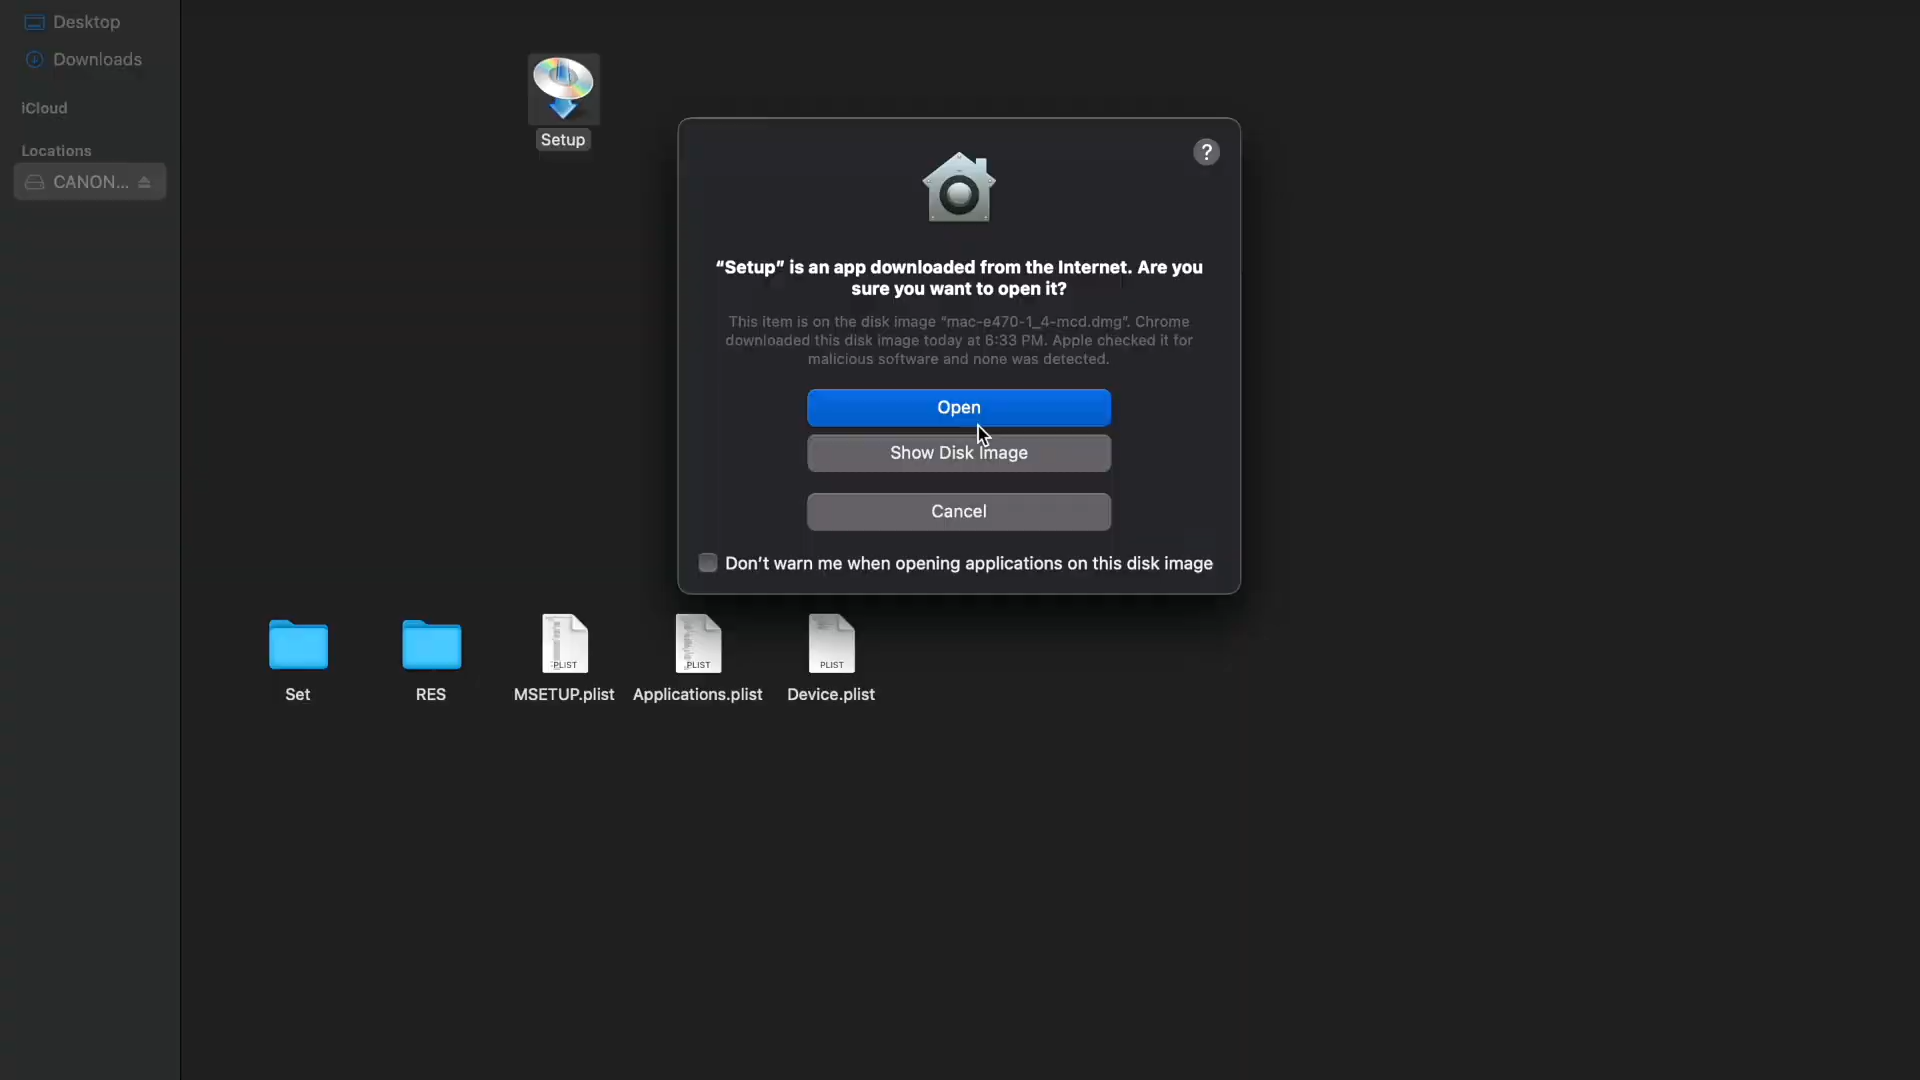 Desktop
Downloads
iCloud
Locations
CANON...
Setup
?
“Setup” is an app downloaded from the Internet. Are you
sure you want to open it?
This item is on the disk image “mac-e470-1_4-mcd.dmg”. Chrome
downloaded this disk image today at 6:33 PM. Apple checked it for
malicious software and none was detected.
Open
Show Disk Image
Cancel
Don’t warn me when opening applications on this disk image
PLIST
PLIST
PLIST
Set
RES
MSETUP.plist
Applications.plist
Device.plist